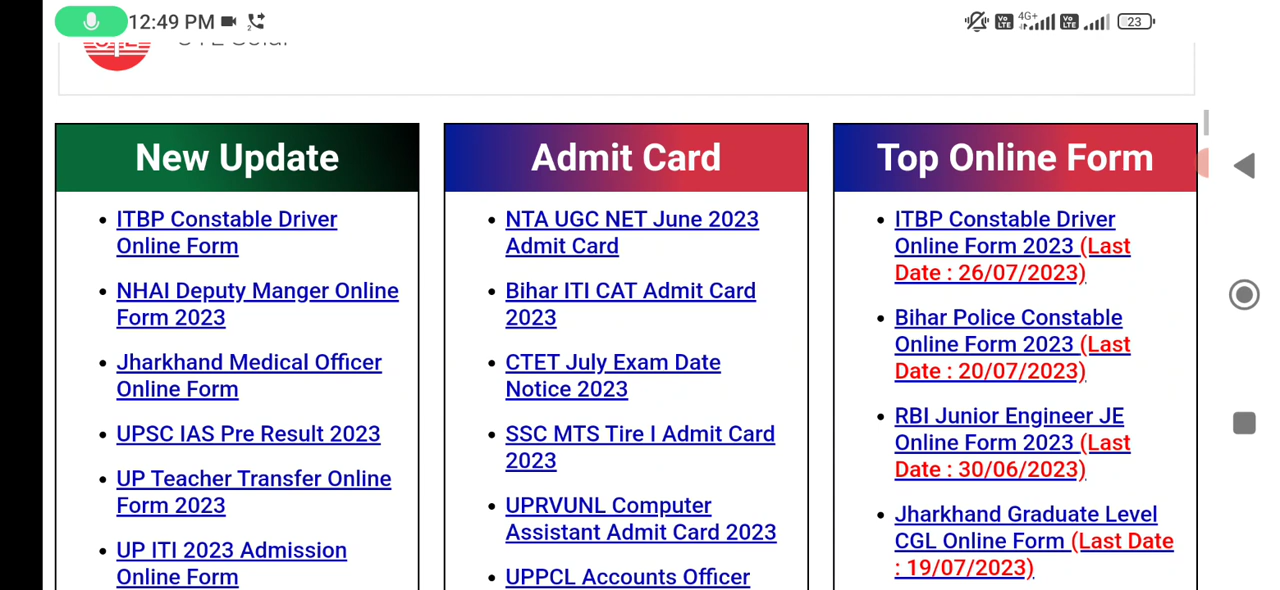 12:49 PM
4G+
Vo LTE
Vo LTE
23
New Update
ITBP Constable Driver
Online Form
NHAI Deputy Manger Online
Form 2023
Jharkhand Medical Officer
Online Form
UPSC IAS Pre Result 2023
UP Teacher Transfer Online
Form 2023
UP ITI 2023 Admission
Online Form
Admit Card
NTA UGC NET June 2023
Admit Card
Bihar ITI CAT Admit Card
2023
CTET July Exam Date
Notice 2023
SSC MTS Tire I Admit Card
2023
UPRVUNL Computer
Assistant Admit Card 2023
UPPCL Accounts Officer
Top Online Form
ITBP Constable Driver
Online Form 2023 (Last
Date : 26/07/2023)
Bihar Police Constable
Online Form 2023 (Last
Date : 20/07/2023)
RBI Junior Engineer JE
Online Form 2023 (Last
Date : 30/06/2023)
Jharkhand Graduate Level
CGL Online Form (Last Date
: 19/07/2023)